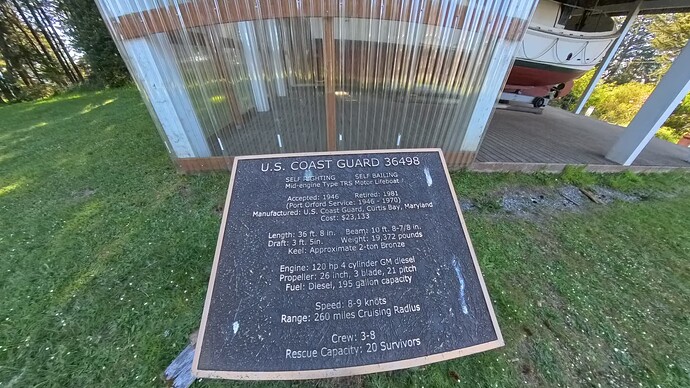 U.S. COAST GUARD 36498
SELF RIGHTING SELF BAILING
Mid-engine Type TRS Motor Lifeboat
Accepted: 1946 Retired: 1981
(Port Orford Service: 1946 - 1970)
Manufactured: U.S. Coast Guard, Curtis Bay, Maryland
Cost: $23,133
Length: 36 ft. 8 in. Beam: 10 ft. 8-7/8 in.
Draft: 3 ft. 5in. Weight: 19,372 pounds
Keel: Approximate 2-ton Bronze
Engine: 120 hp 4 cylinder GM diesel
Propeller: 26 inch, 3 blade, 21 pitch
Fuel: Diesel, 195 gallon capacity
Speed: 8-9 knots
Range: 260 miles Cruising Radius
Crew: 3-8
Rescue Capacity: 20 Survivors